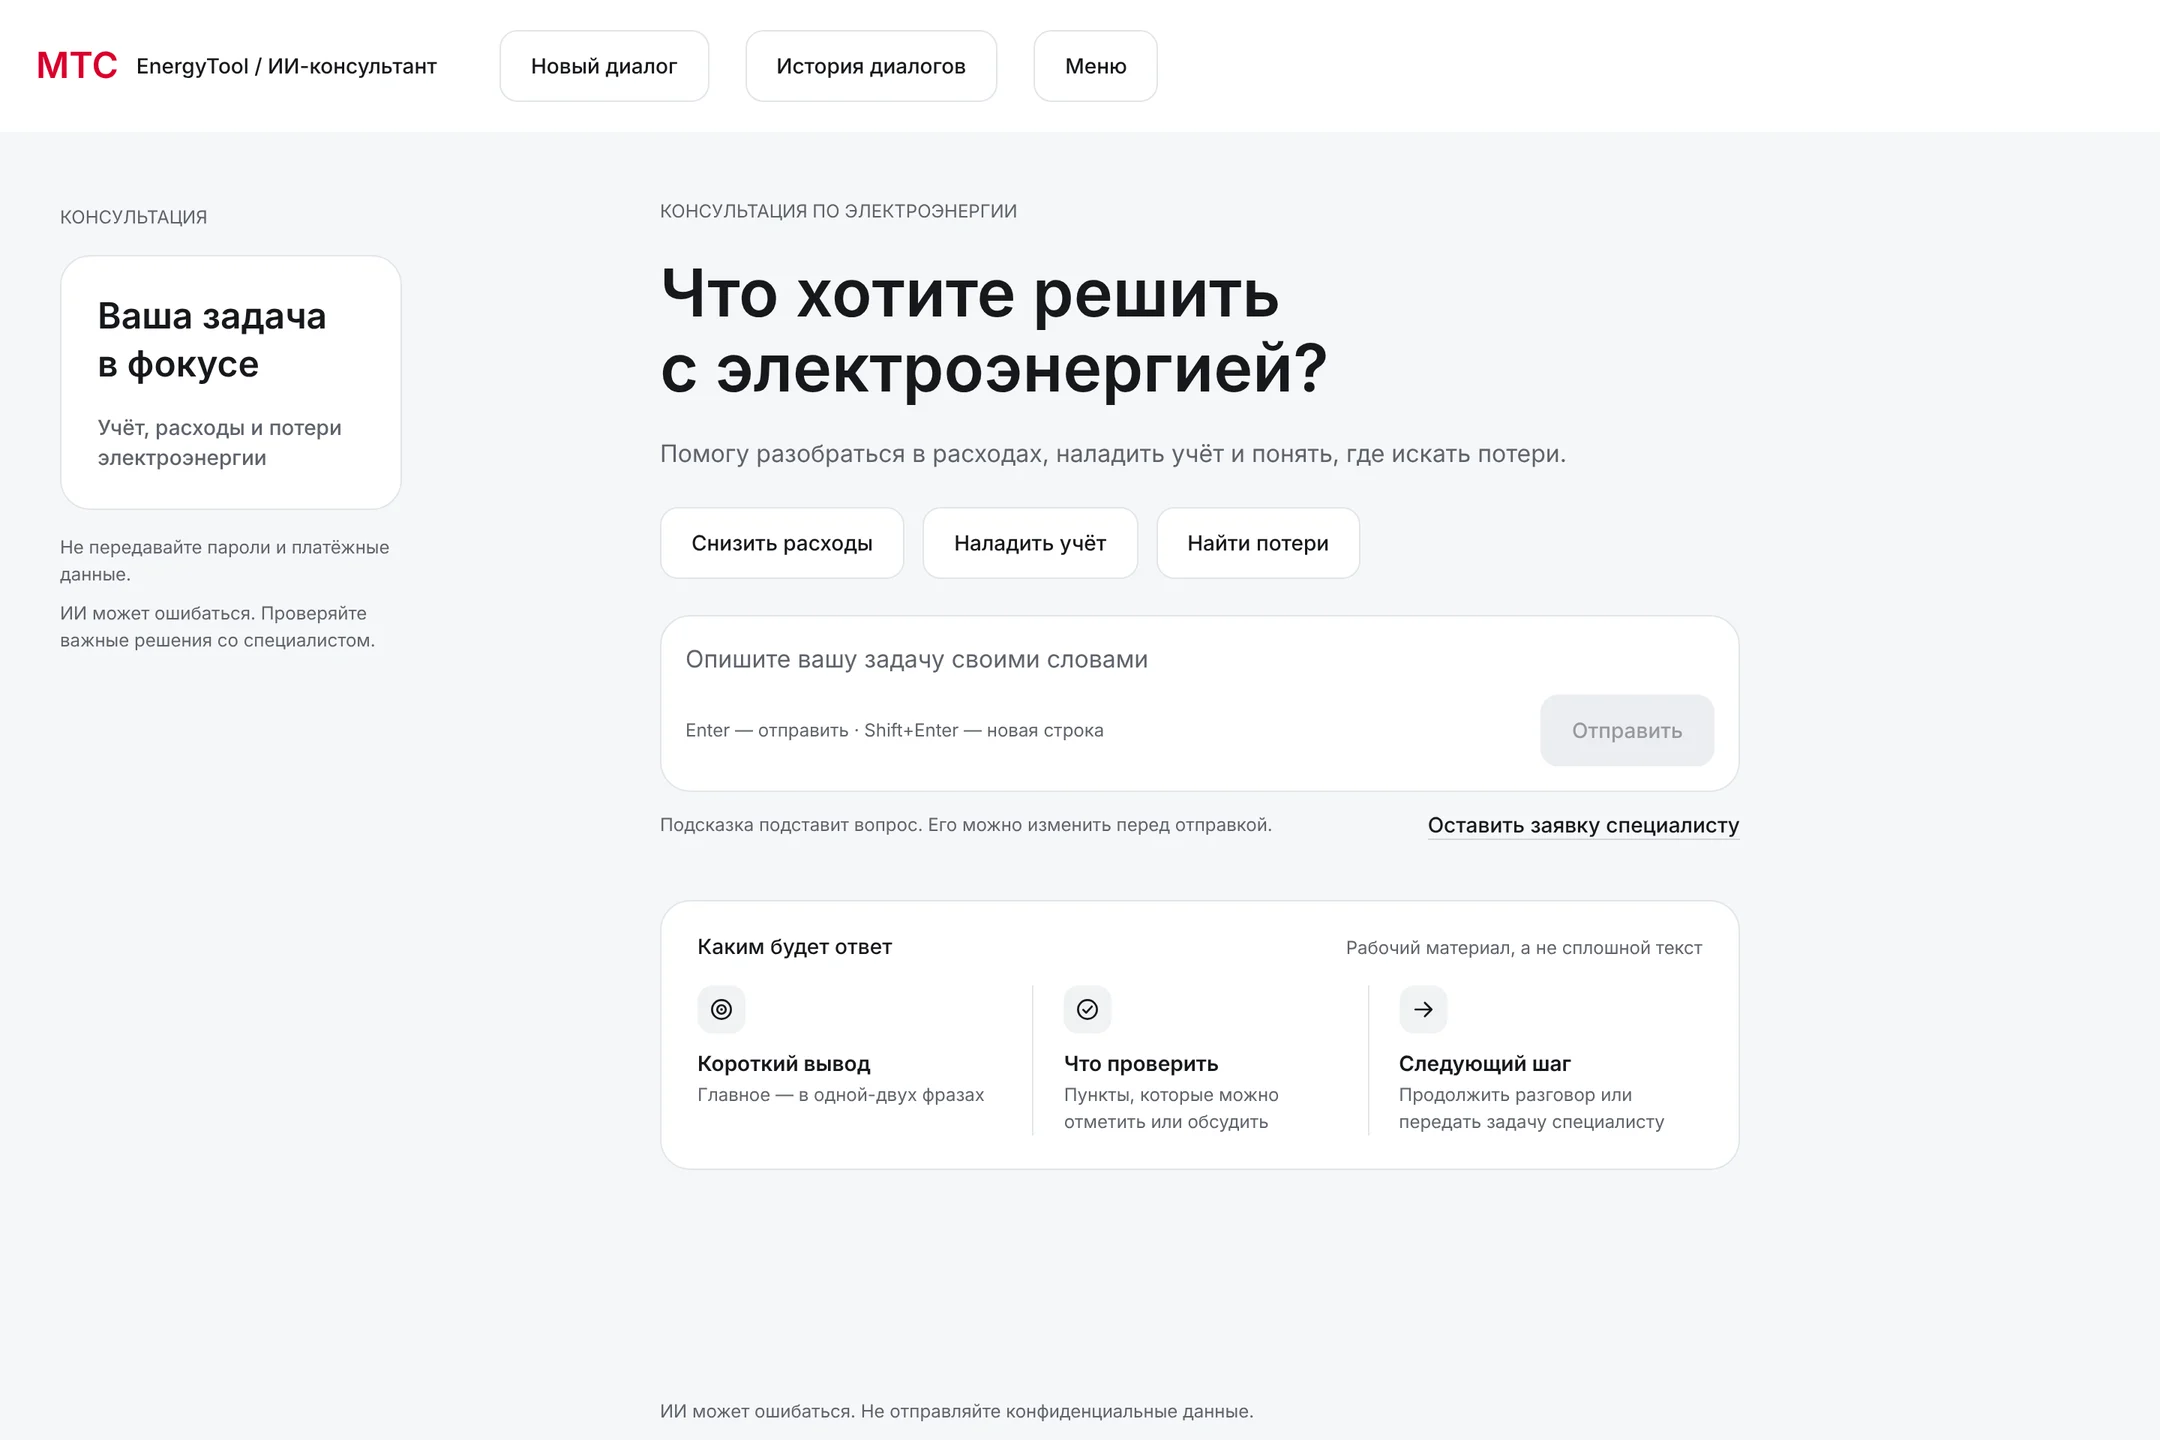 МТС EnergyTool / ИИ-консультант
Новый диалог
История диалогов
Меню
КОНСУЛЬТАЦИЯ
Ваша задача
в фокусе
Учёт, расходы и потери
электроэнергии
Не передавайте пароли и платёжные
данные.
ИИ может ошибаться. Проверяйте
важные решения со специалистом.
КОНСУЛЬТАЦИЯ ПО ЭЛЕКТРОЭНЕРГИИ
Что хотите решить
с электроэнергией?
Помогу разобраться в расходах, наладить учёт и понять, где искать потери.
Снизить расходы
Наладить учёт
Найти потери
Опишите вашу задачу своими словами
Enter — отправить · Shift+Enter — новая строка
Отправить
Подсказка подставит вопрос. Его можно изменить перед отправкой.
Оставить заявку специалисту
Каким будет ответ
Рабочий материал, а не сплошной текст
Короткий вывод
Главное — в одной-двух фразах
Что проверить
Пункты, которые можно
отметить или обсудить
Следующий шаг
Продолжить разговор или
передать задачу специалисту
ИИ может ошибаться. Не отправляйте конфиденциальные данные.